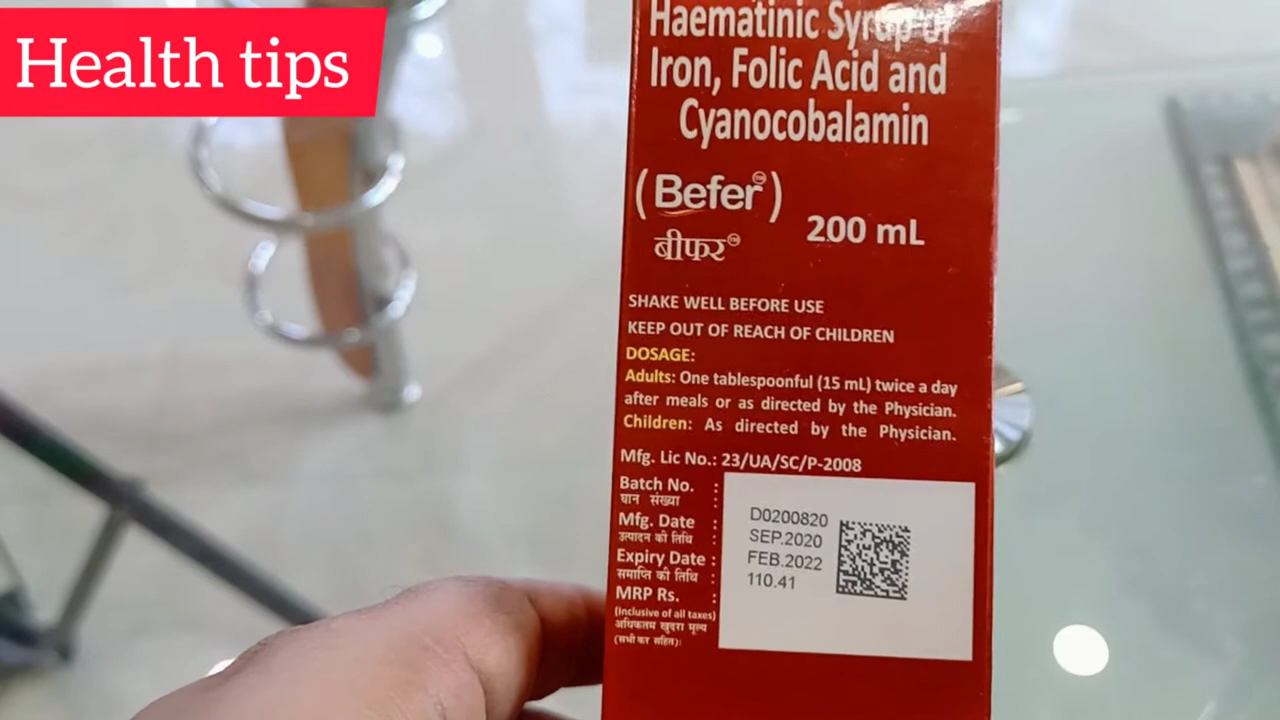 Health tips
Haematinic Syrup of
Iron, Folic Acid and
Cyanocobalamin
(Befer™)
बीफर™
200 mL
SHAKE WELL BEFORE USE
KEEP OUT OF REACH OF CHILDREN
DOSAGE:
Adults: One tablespoonful (15 mL) twice a day
after meals or as directed by the Physician.
Children: As directed by the Physician.
Mfg. Lic No.: 23/UA/SC/P-2008
Batch No. : D0200820
घान संख्या :
Mfg. Date : SEP.2020
उत्पादन की तिथि :
Expiry Date : FEB.2022
समाप्ति की तिथि :
MRP Rs. : 110.41
(Inclusive of all taxes)
अधिकतम खुदरा मूल्य
(सभी कर सहित):